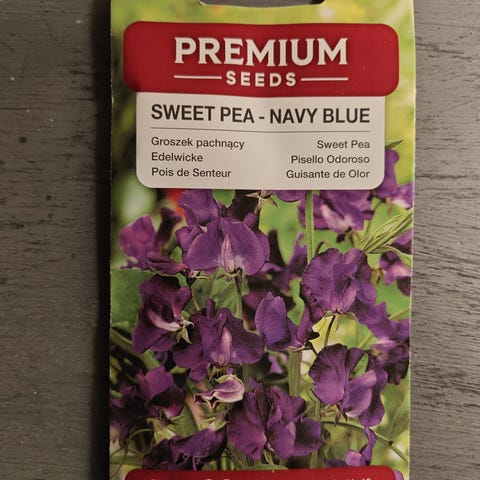 PREMIUM
SEEDS
SWEET PEA - NAVY BLUE
Groszek pachnący
Edelwicke
Pois de Senteur
Sweet Pea
Pisello Odoroso
Guisante de Olor